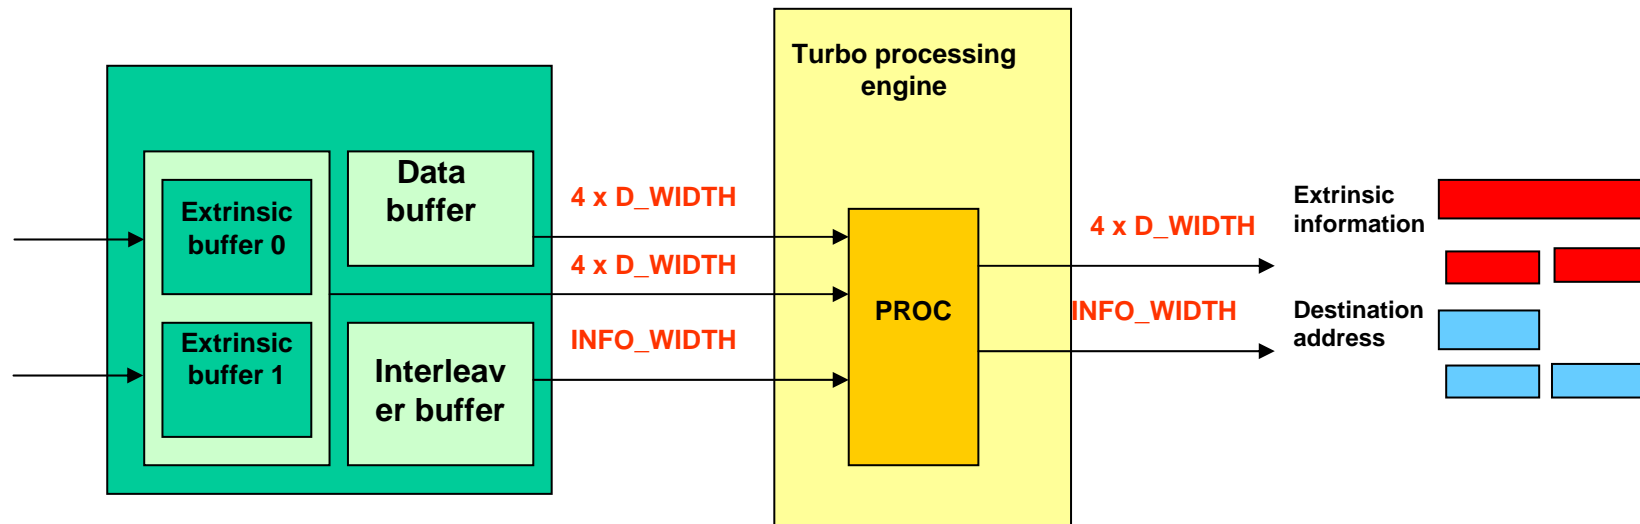 Turbo processing
engine
Data
buffer
Extrinsic
buffer 0
Extrinsic
buffer 1
Interleav
er buffer
4 x D_WIDTH
4 x D_WIDTH
INFO_WIDTH
PROC
4 x D_WIDTH
INFO_WIDTH
Extrinsic
information
Destination
address